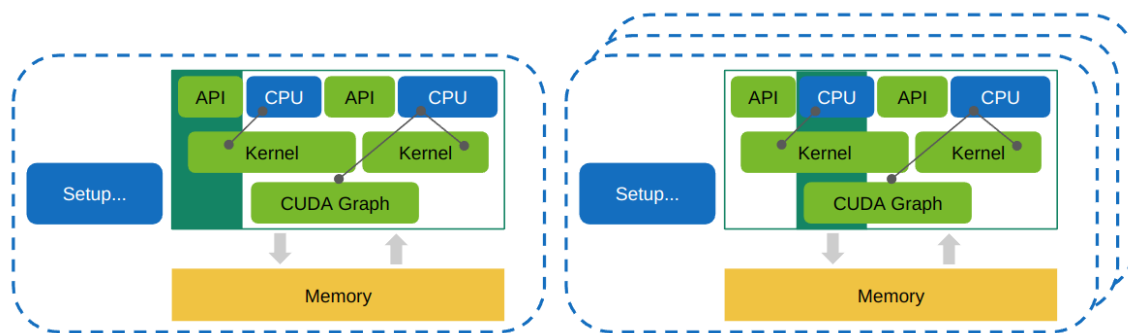 API CPU API CPU
Kernel Kernel
Setup...
CUDA Graph
Memory
API CPU API CPU
Kernel Kernel
Setup...
CUDA Graph
Memory